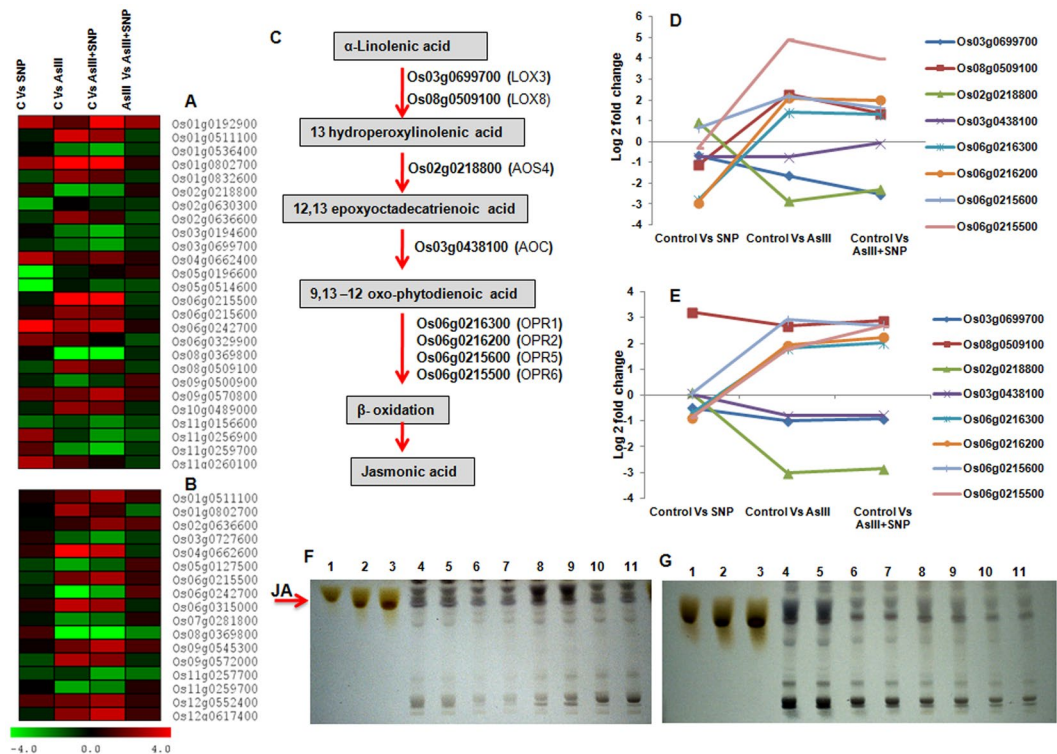 C Vs SNP
C Vs AsIII
C Vs AsIII+SNP
AsIII Vs AsIII+SNP
A
Os01g0192900
Os01g0511100
Os01g0536400
Os01g0802700
Os01g0832600
Os02g0218800
Os02g0630300
Os02g0636600
Os03g0194600
Os03g0699700
Os04g0662400
Os05g0196600
Os05g0514600
Os06g0215500
Os06g0215600
Os06g0242700
Os06g0329900
Os08g0369800
Os08g0509100
Os09g0500900
Os09g0570800
Os10g0489000
Os11g0156600
Os11g0256900
Os11g0259700
Os11g0260100
B
Os01g0511100
Os01g0802700
Os02g0636600
Os03g0727600
Os04g0662600
Os05g0127500
Os06g0215500
Os06g0242700
Os06g0315000
Os07g0281800
Os08g0369800
Os09g0545300
Os09g0572000
Os11g0257700
Os11g0259700
Os12g0552400
Os12g0617400
-4.0 0.0 4.0
C
α-Linolenic acid
Os03g0699700 (LOX3)
Os08g0509100 (LOX8)
13 hydroperoxylinolenic acid
Os02g0218800 (AOS4)
12,13 epoxyoctadecatrienoic acid
Os03g0438100 (AOC)
9,13 –12 oxo-phytodienoic acid
Os06g0216300 (OPR1)
Os06g0216200 (OPR2)
Os06g0215600 (OPR5)
Os06g0215500 (OPR6)
β- oxidation
Jasmonic acid
D
Log 2 fold change
6
5
4
3
2
1
0
-1
-2
-3
-4
Control Vs SNP
Control Vs AsIII
Control Vs
AsIII+SNP
Os03g0699700
Os08g0509100
Os02g0218800
Os03g0438100
Os06g0216300
Os06g0216200
Os06g0215600
Os06g0215500
E
Log 2 fold change
4
3
2
1
0
-1
-2
-3
-4
Control Vs SNP
Control Vs AsIII
Control Vs
AsIII+SNP
Os03g0699700
Os08g0509100
Os02g0218800
Os03g0438100
Os06g0216300
Os06g0216200
Os06g0215600
Os06g0215500
F
1 2 3 4 5 6 7 8 9 10 11
JA
G
1 2 3 4 5 6 7 8 9 10 11